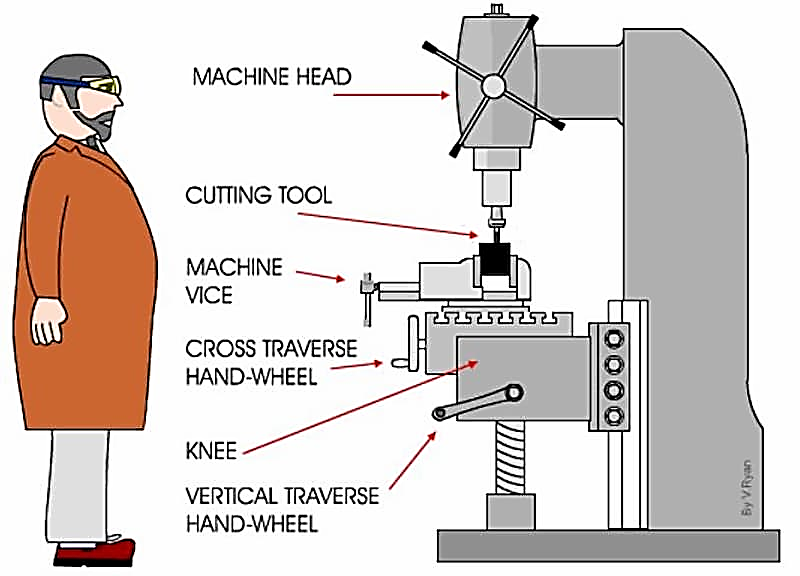 MACHINE HEAD
CUTTING TOOL
MACHINE
VICE
CROSS TRAVERSE
HAND-WHEEL
KNEE
VERTICAL TRAVERSE
HAND-WHEEL
By V.Ryan